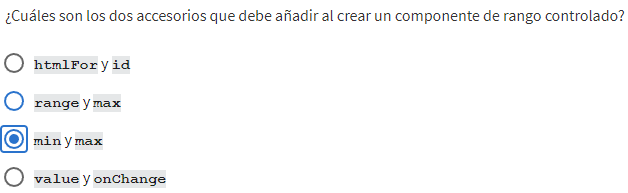 ¿Cuáles son los dos accesorios que debe añadir al crear un componente de rango controlado?
htmlFor y id
range y max
min y max
value y onChange